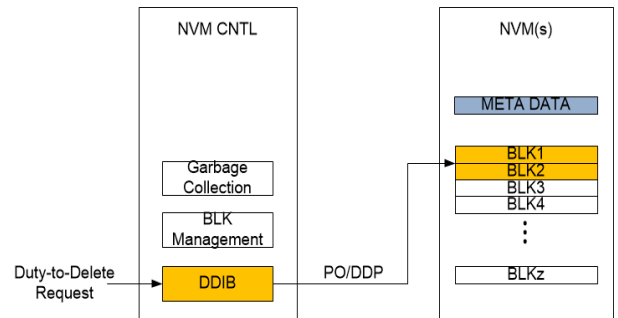 NVM CNTL
Garbage
Collection
BLK
Management
Duty-to-Delete
Request
DDIB
PO/DDP
NVM(s)
META DATA
BLK1
BLK2
BLK3
BLK4
BLKz